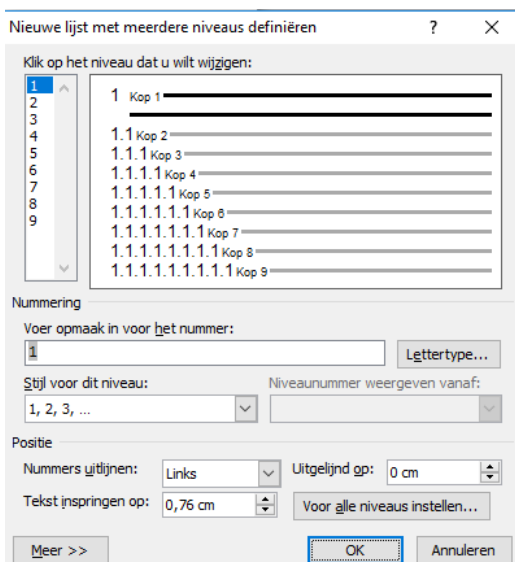 Nieuwe lijst met meerdere niveaus definiëren ? ×
Klik op het niveau dat u wilt wijzigen:
1
2
3
4
5
6
7
8
9
1 Kop 1
1.1 Kop 2
1.1.1 Kop 3
1.1.1.1 Kop 4
1.1.1.1.1 Kop 5
1.1.1.1.1.1 Kop 6
1.1.1.1.1.1.1 Kop 7
1.1.1.1.1.1.1.1 Kop 8
1.1.1.1.1.1.1.1.1 Kop 9
Nummering
Voer opmaak in voor het nummer:
1 Lettertype...
Stijl voor dit niveau: Niveaunummer weergeven vanaf:
1, 2, 3, ...
Positie
Nummers uitlijnen: Links Uitgelijnd op: 0 cm
Tekst inspringen op: 0,76 cm Voor alle niveaus instellen...
Meer >> OK Annuleren